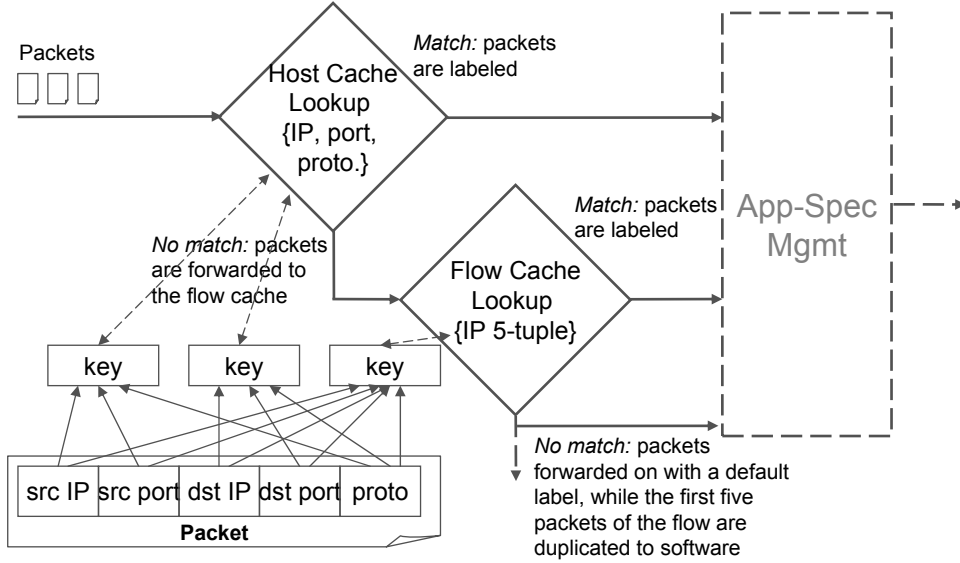 Packets
Host Cache
Lookup
{IP, port,
proto.}
Match: packets
are labeled
No match: packets
are forwarded to
the flow cache
Flow Cache
Lookup
{IP 5-tuple}
Match: packets
are labeled
App-Spec
Mgmt
key
key
key
src IP
src port
dst IP
dst port
proto
Packet
No match: packets
forwarded on with a default
label, while the first five
packets of the flow are
duplicated to software